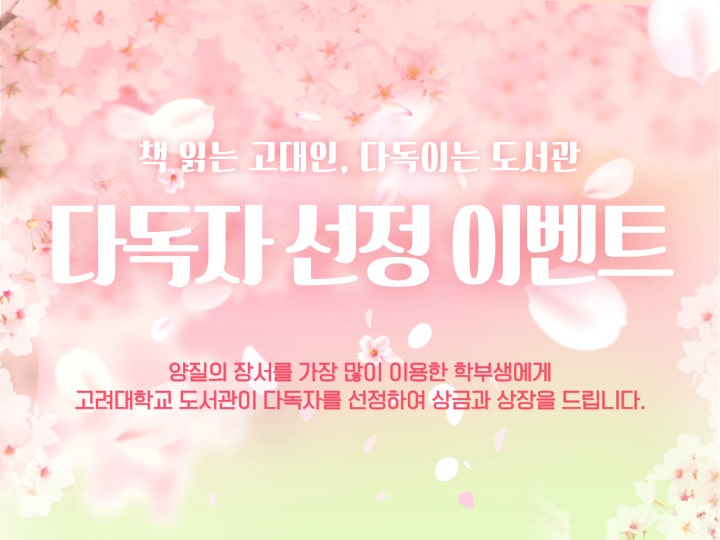 책 읽는 고대인, 다독이는 도서관
다독자 선정 이벤트
양질의 장서를 가장 많이 이용한 학부생에게
고려대학교 도서관이 다독자를 선정하여 상금과 상장을 드립니다.